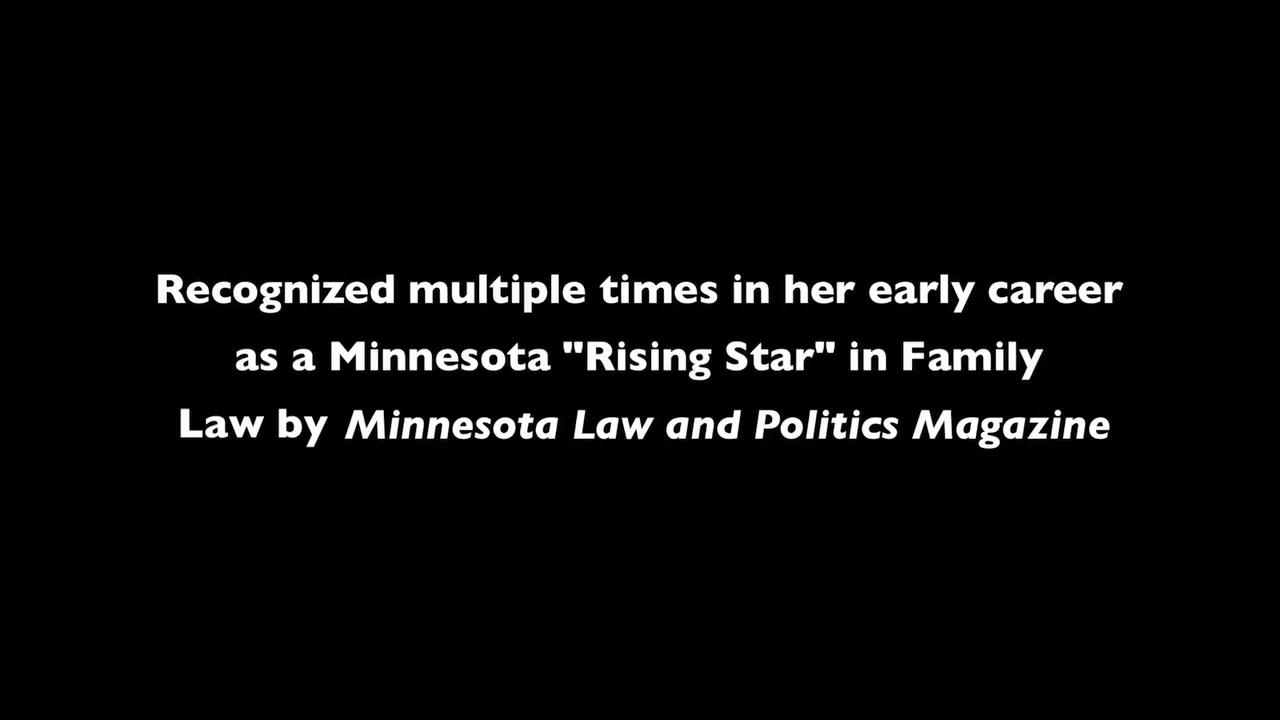 Recognized multiple times in her early career
as a Minnesota "Rising Star" in Family
Law by Minnesota Law and Politics Magazine